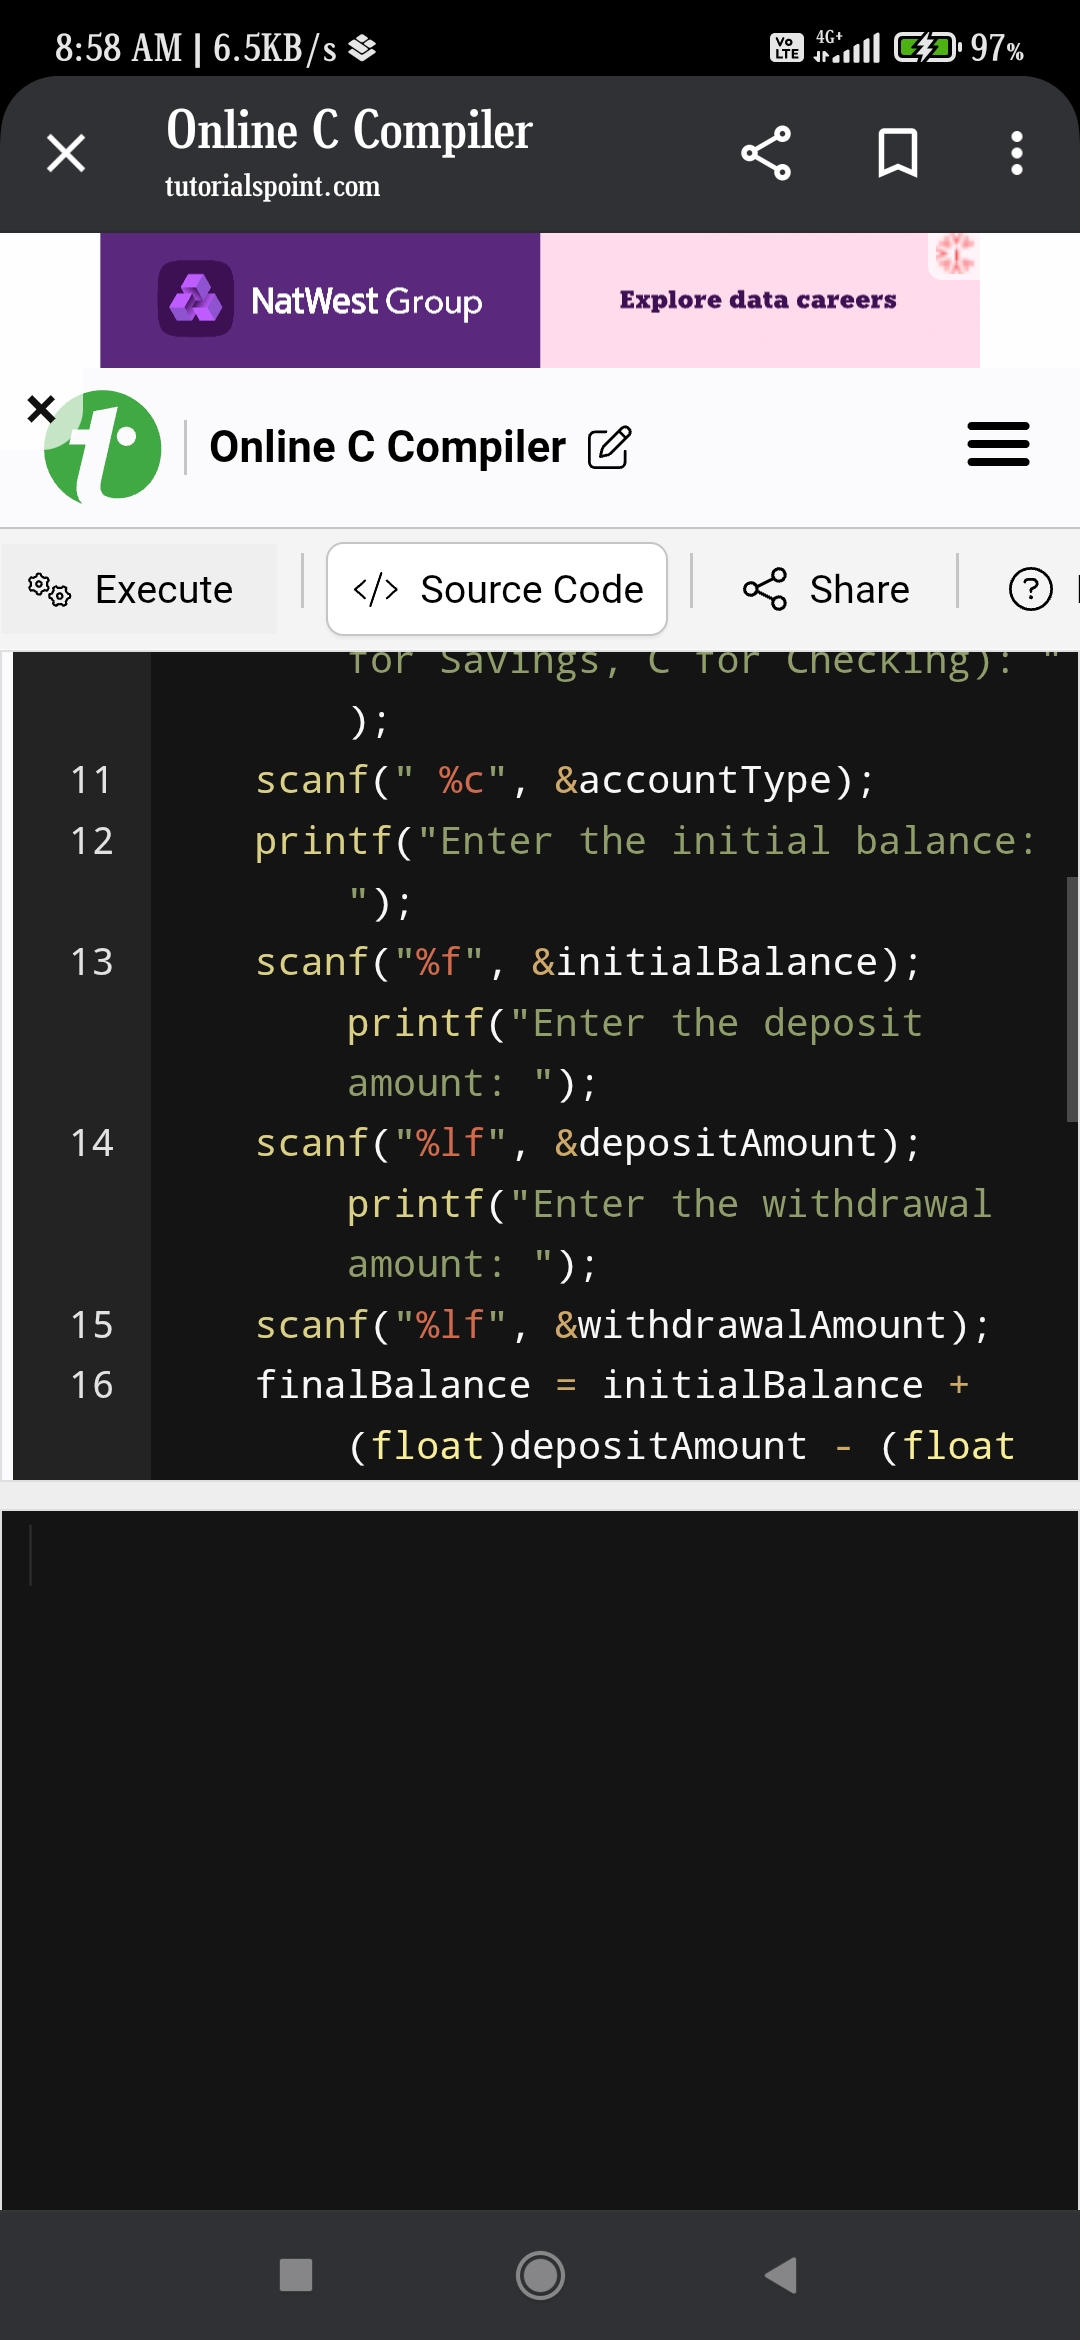 8:58 AM | 6.5KB/s
Vo LTE 4G+ 97%
Online C Compiler
tutorialspoint.com
NatWest Group
Explore data careers
Online C Compiler
Execute
</> Source Code
Share
for Savings, C for Checking): "
);
11 scanf(" %c", &accountType);
12 printf("Enter the initial balance:
");
13 scanf("%f", &initialBalance);
printf("Enter the deposit
amount: ");
14 scanf("%lf", &depositAmount);
printf("Enter the withdrawal
amount: ");
15 scanf("%lf", &withdrawalAmount);
16 finalBalance = initialBalance +
(float)depositAmount - (float